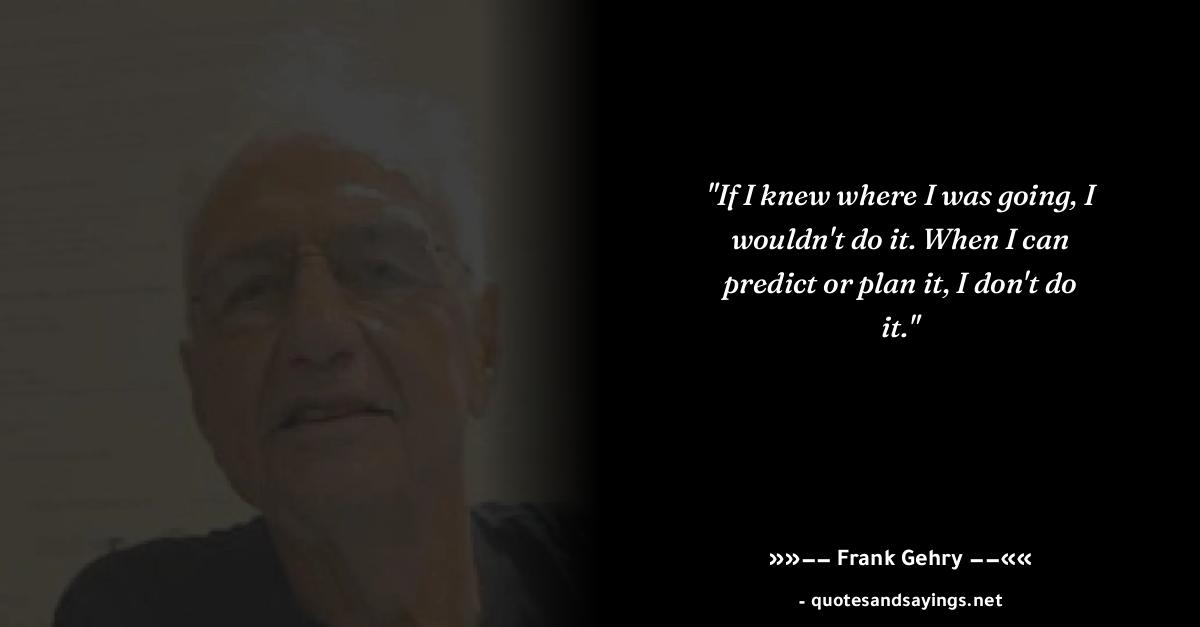 "If I knew where I was going, I
wouldn't do it. When I can
predict or plan it, I don't do
it."
»»–– Frank Gehry ––««
- quotesandsayings.net